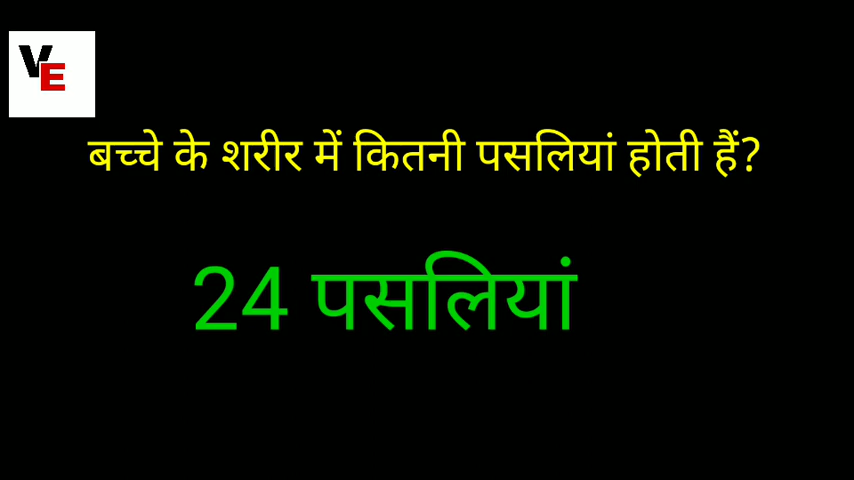 VE
बच्चे के शरीर में कितनी पसलियां होती हैं?
24 पसलियां